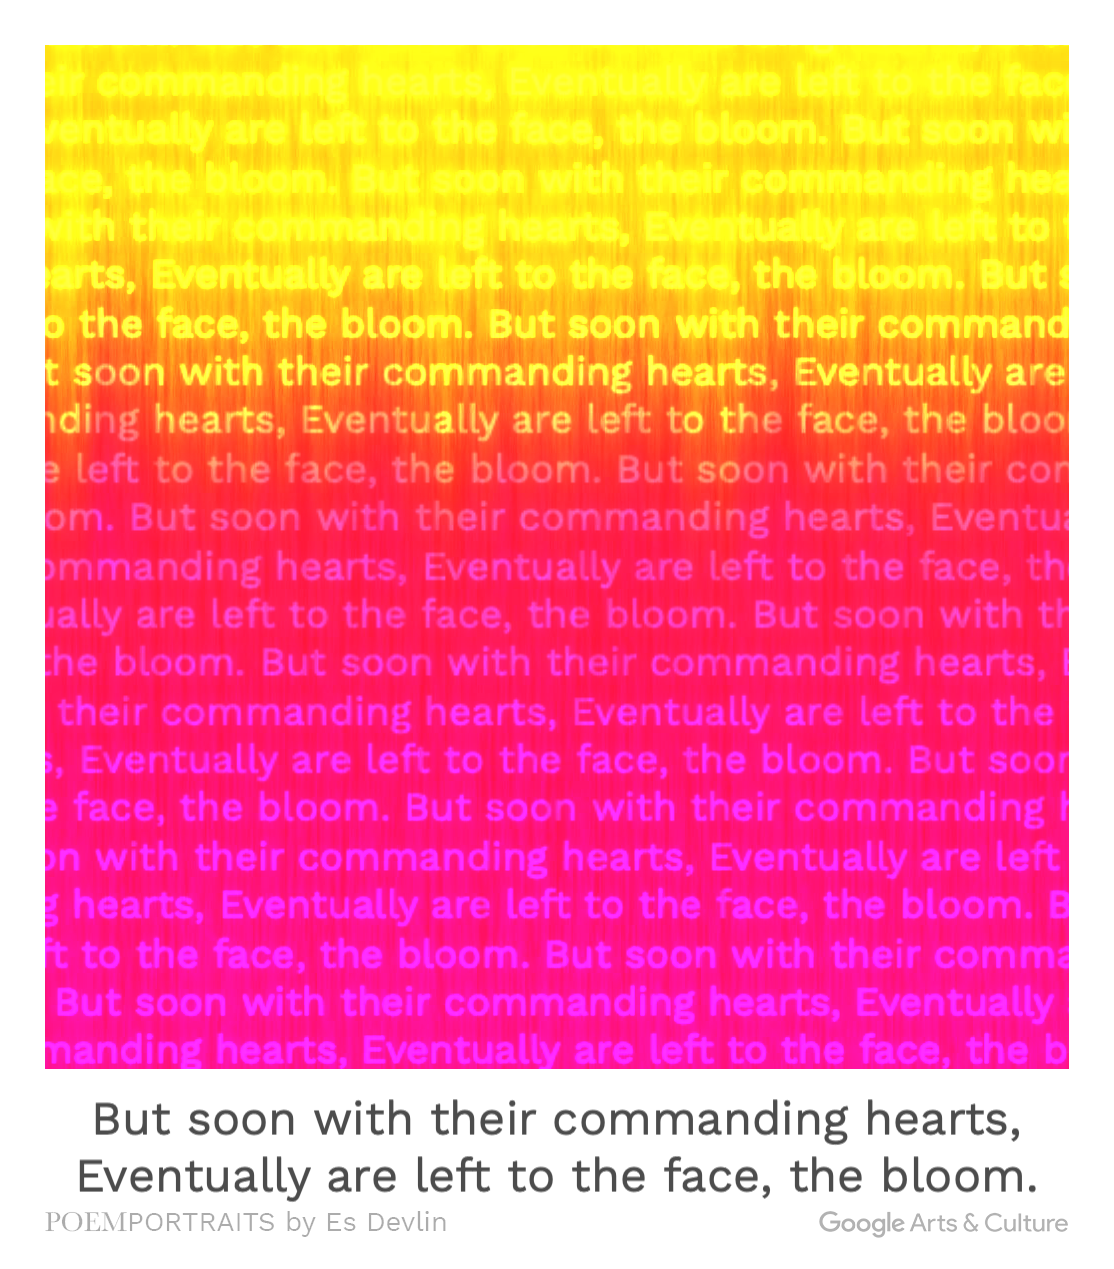 ir commanding hearts, Eventually are left to the fac
ventually are left to the face, the bloom. But soon wi
ace, the bloom. But soon with their commanding hea
with their commanding hearts, Eventually are left to
earts, Eventually are left to the face, the bloom. But s
o the face, the bloom. But soon with their command
t soon with their commanding hearts, Eventually are
nding hearts, Eventually are left to the face, the bloo
e left to the face, the bloom. But soon with their con
om. But soon with their commanding hearts, Eventua
ommanding hearts, Eventually are left to the face, th
ually are left to the face, the bloom. But soon with th
the bloom. But soon with their commanding hearts,
their commanding hearts, Eventually are left to the
s, Eventually are left to the face, the bloom. But soon
e face, the bloom. But soon with their commanding h
on with their commanding hearts, Eventually are left
g hearts, Eventually are left to the face, the bloom. B
ft to the face, the bloom. But soon with their comma
But soon with their commanding hearts, Eventually
manding hearts, Eventually are left to the face, the b
But soon with their commanding hearts,
Eventually are left to the face, the bloom.
POEMPORTRAITS by Es Devlin
Google Arts & Culture